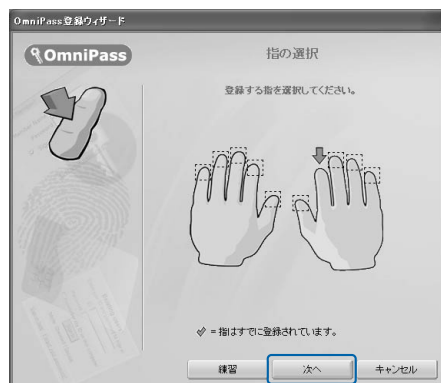 OmniPass登録ウィザード
OmniPass
指の選択
登録する指を選択してください。
= 指はすでに登録されています。
練習
次へ
キャンセル